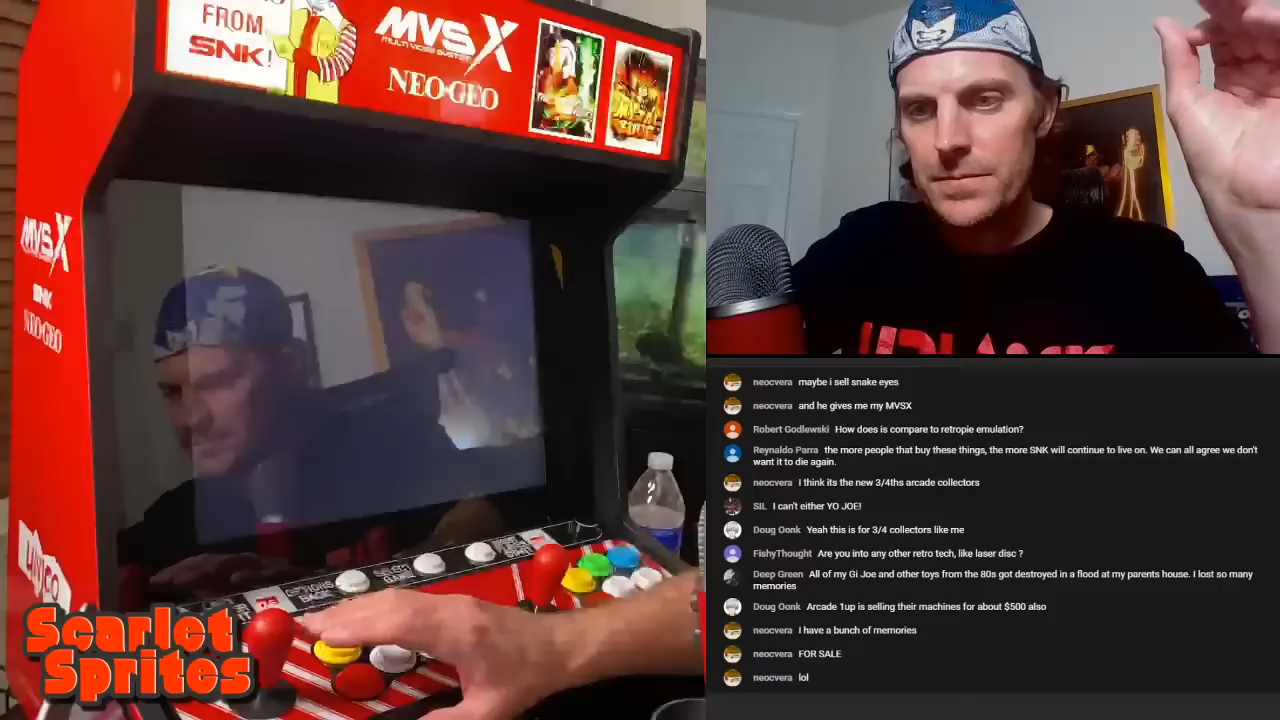 FROM
SNK!
MVSX
MULTI VIDEO SYSTEM
NEO•GEO
MVSX
SNK
NEO•GEO
UNICO
OPTIONS
BACK
SELECT
GAME
Scarlet
Sprites
neocvera maybe i sell snake eyes
neocvera and he gives me my MVSX
Robert Godlewski How does is compare to retropie emulation?
Reynaldo Parra the more people that buy these things, the more SNK will continue to live on. We can all agree we don't
want it to die again.
neocvera I think its the new 3/4ths arcade collectors
SIL I can't either YO JOE!
Doug Oonk Yeah this is for 3/4 collectors like me
FishyThought Are you into any other retro tech, like laser disc ?
Deep Green All of my Gi Joe and other toys from the 80s got destroyed in a flood at my parents house. I lost so many
memories
Doug Oonk Arcade 1up is selling their machines for about $500 also
neocvera I have a bunch of memories
neocvera FOR SALE
neocvera lol